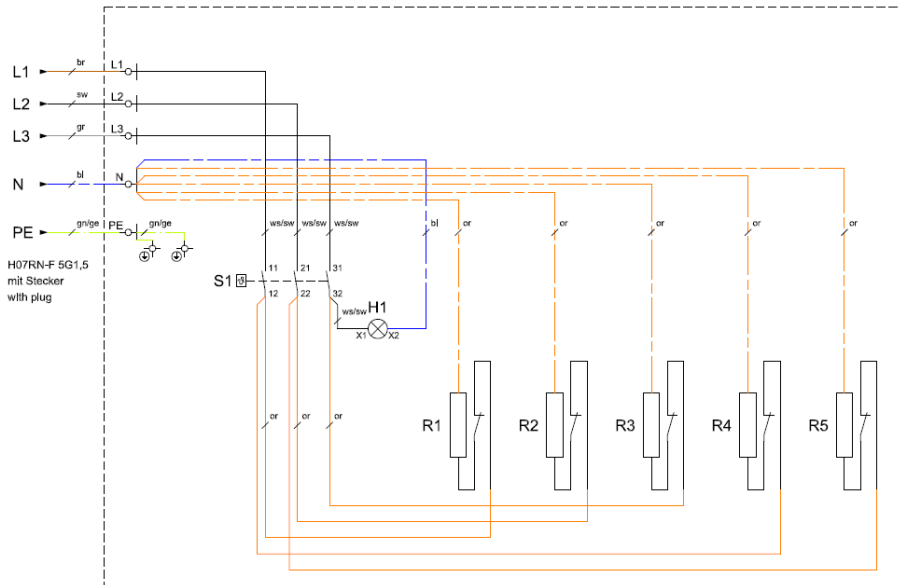 L1 br L1
L2 sw L2
L3 gr L3
N bl N
PE gn/ge PE gn/ge
H07RN-F 5G1,5
mit Stecker
with plug
ws/sw ws/sw ws/sw bl or or or or or
S1 11 21 31
12 22 32
ws/sw H1
X1 X2
or or or
R1 R2 R3 R4 R5